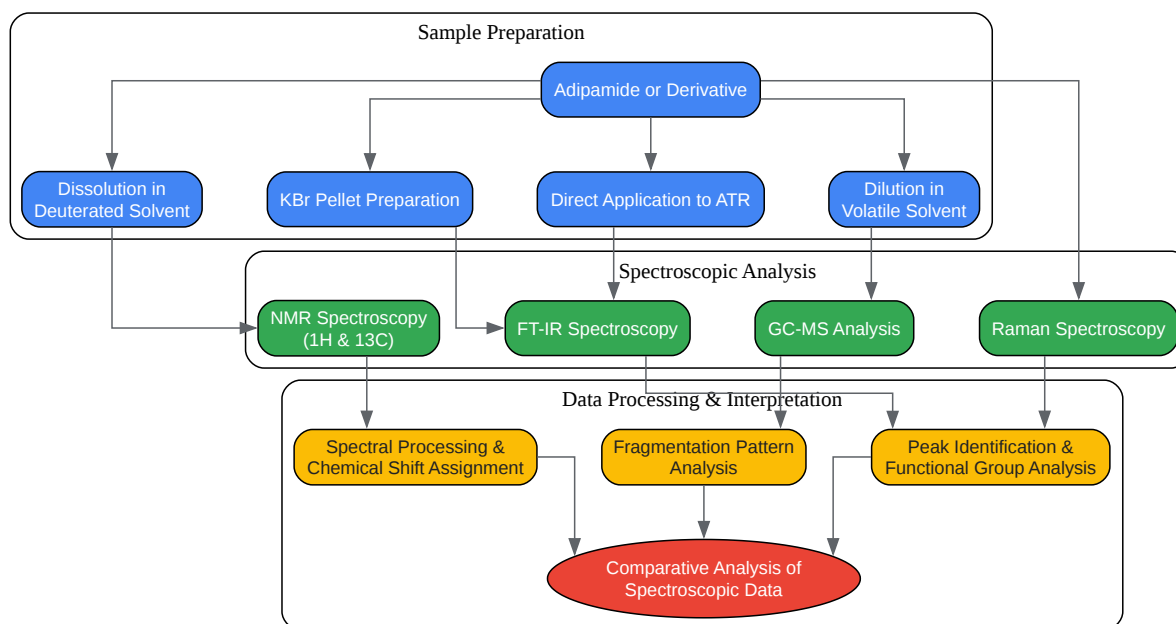 Sample Preparation
Adipamide or Derivative
Dissolution in
Deuterated Solvent
KBr Pellet Preparation
Direct Application to ATR
Dilution in
Volatile Solvent
Spectroscopic Analysis
NMR Spectroscopy
(1H & 13C)
FT-IR Spectroscopy
GC-MS Analysis
Raman Spectroscopy
Data Processing & Interpretation
Spectral Processing &
Chemical Shift Assignment
Fragmentation Pattern
Analysis
Peak Identification &
Functional Group Analysis
Comparative Analysis of
Spectroscopic Data